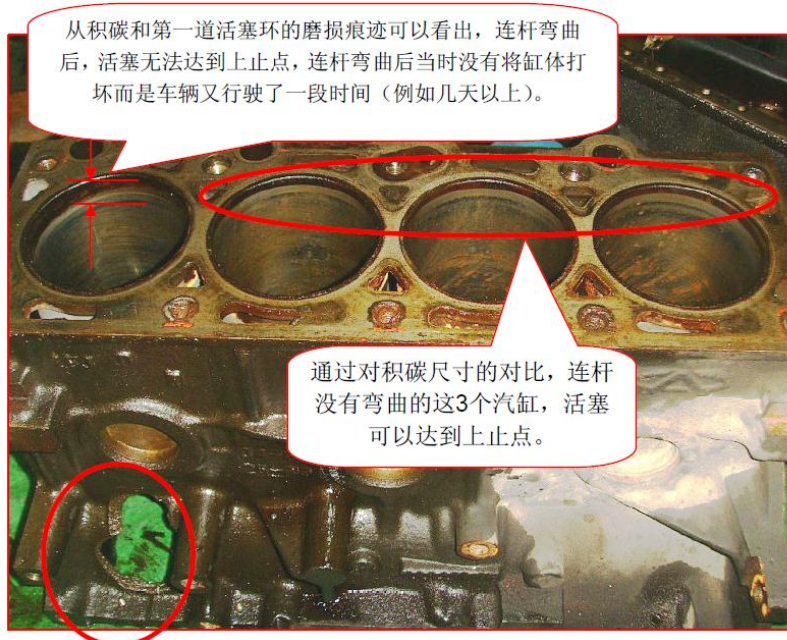 从积碳和第一道活塞环的磨损痕迹可以看出，连杆弯曲
后，活塞无法达到上止点，连杆弯曲后当时没有将缸体打
坏而是车辆又行驶了一段时间（例如几天以上）。
通过对积碳尺寸的对比，连杆
没有弯曲的这3个汽缸，活塞
可以达到上止点。